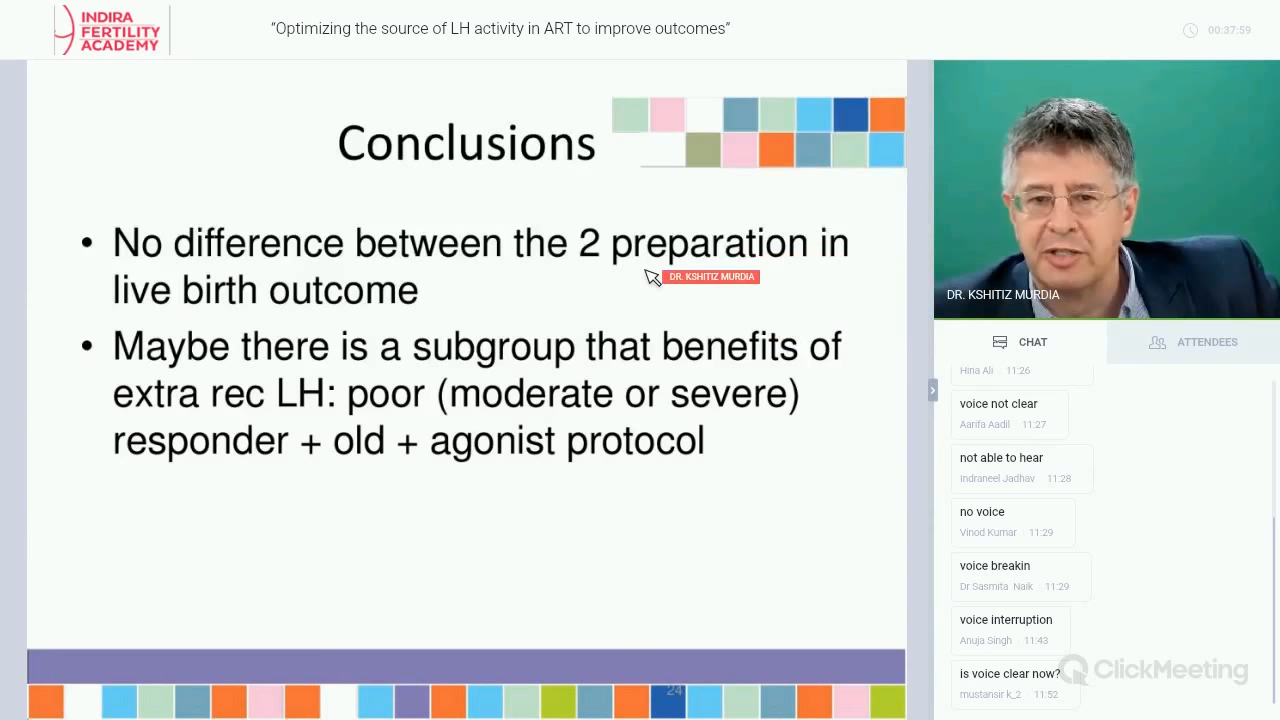 INDIRA
FERTILITY
ACADEMY
“Optimizing the source of LH activity in ART to improve outcomes”
00:37:59
Conclusions
• No difference between the 2 preparation in
live birth outcome
DR. KSHITIZ MURDIA
• Maybe there is a subgroup that benefits of
extra rec LH: poor (moderate or severe)
responder + old + agonist protocol
24
DR. KSHITIZ MURDIA
CHAT
ATTENDEES
Hina Ali 11:26
voice not clear
Aarifa Aadil 11:27
not able to hear
Indraneel Jadhav 11:28
no voice
Vinod Kumar 11:29
voice breakin
Dr Sasmita Naik 11:29
voice interruption
Anuja Singh 11:43
is voice clear now?
mustansir k_2 11:52
ClickMeeting